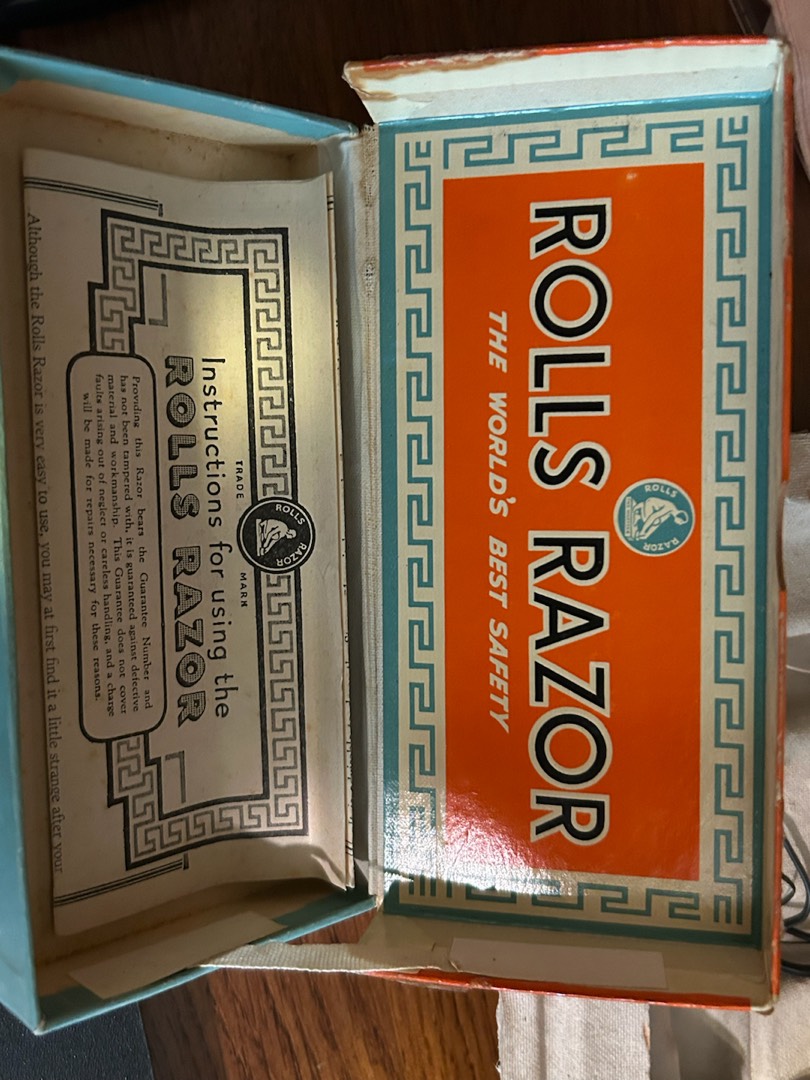 ROLLS
RAZOR
ROLLS RAZOR
THE WORLD'S BEST SAFETY
ROLLS
RAZOR
TRADE MARK
Instructions for using the
ROLLS RAZOR
Providing this Razor bears the Guarantee Number and
has not been tampered with, it is guaranteed against defective
material and workmanship. This Guarantee does not cover
faults arising out of neglect or careless handling, and a charge
will be made for repairs necessary for these reasons.
Although the Rolls Razor is very easy to use, you may at first find it a little strange after your